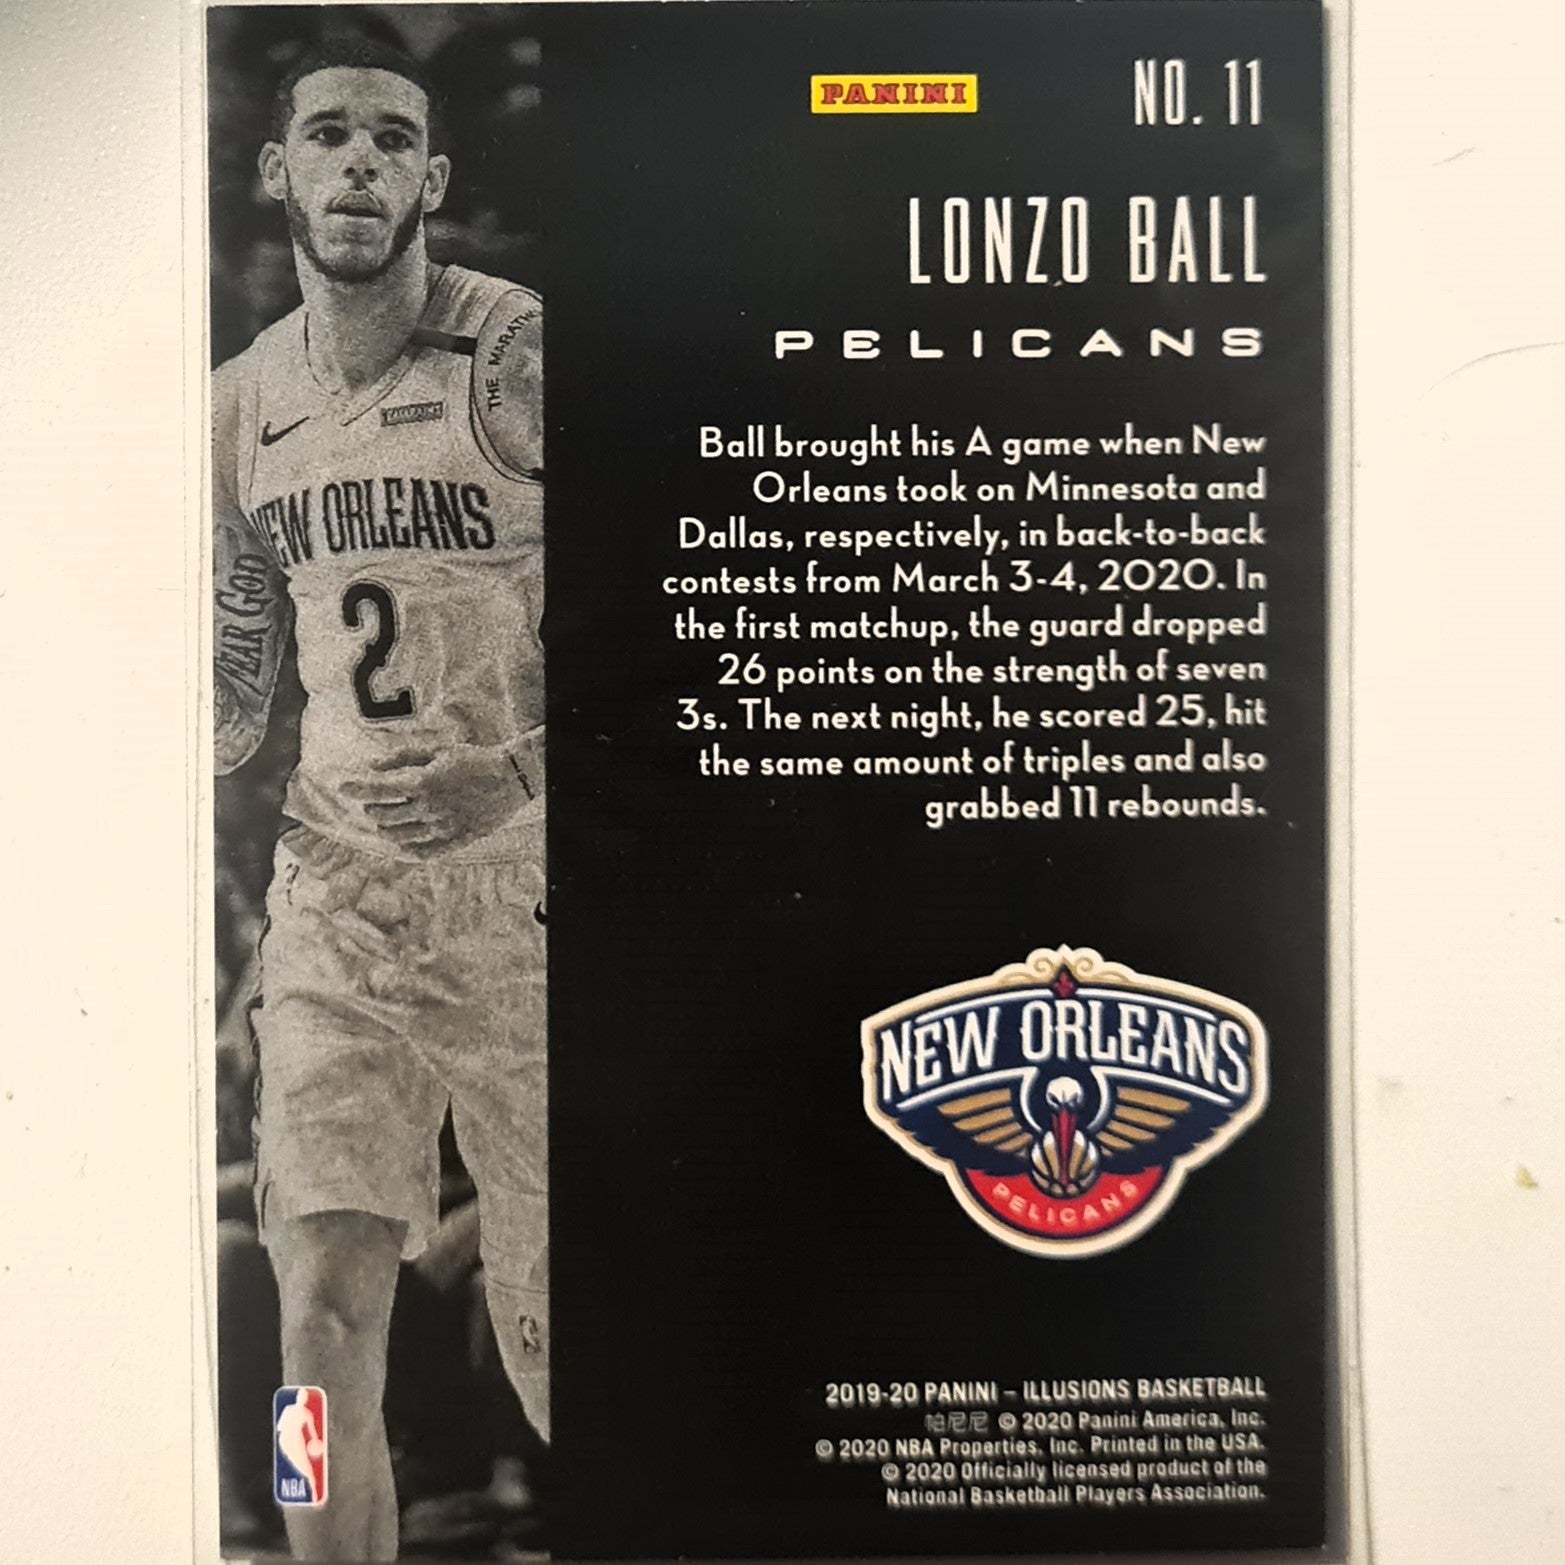 PANINI
NO. 11
LONZO BALL
PELICANS
Ball brought his A game when New
Orleans took on Minnesota and
Dallas, respectively, in back-to-back
contests from March 3-4, 2020. In
the first matchup, the guard dropped
26 points on the strength of seven
3s. The next night, he scored 25, hit
the same amount of triples and also
grabbed 11 rebounds.
THE MARATH
NEW ORLEANS
2
FEAR GOD
NEW ORLEANS
PELICANS
2019-20 PANINI – ILLUSIONS BASKETBALL
帕尼尼 © 2020 Panini America, Inc.
© 2020 NBA Properties, Inc. Printed in the USA.
© 2020 Officially licensed product of the
National Basketball Players Association.
NBA